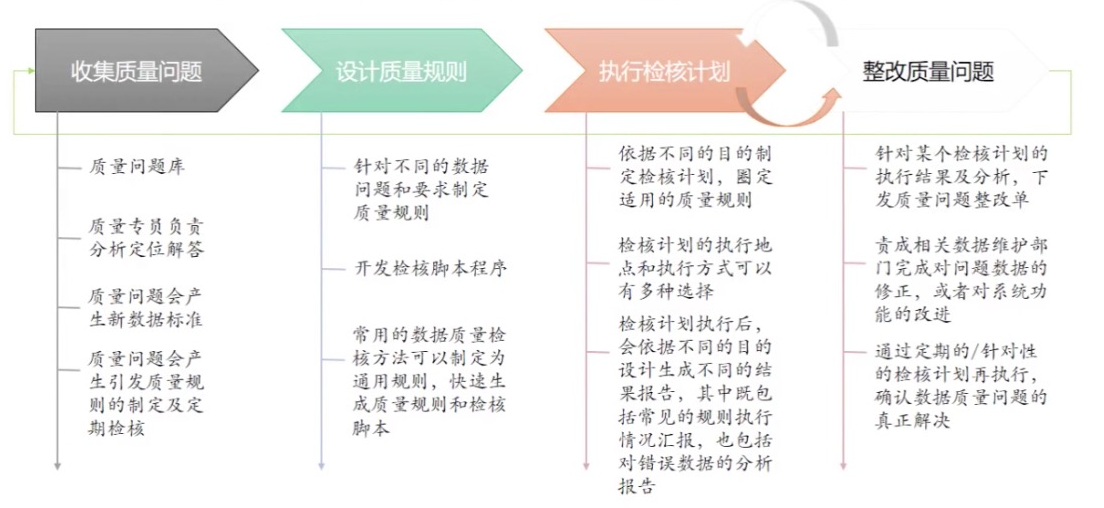 收集质量问题
设计质量规则
执行检核计划
整改质量问题
质量问题库
质量专员负责
分析定位解答
质量问题会产
生新数据标准
质量问题会产
生引发质量规
则的制定及定
期检核
针对不同的数据
问题和要求制定
质量规则
开发检核脚本程序
常用的数据质量检
核方法可以制定为
通用规则，快速生
成质量规则和检核
脚本
依据不同的目的制
定检核计划，圈定
适用的质量规则
检核计划的执行地
点和执行方式可以
有多种选择
检核计划执行后，
会依据不同的目的
设计生成不同的结
果报告，其中既包
括常见的规则执行
情况汇报，也包括
对错误数据的分析
报告
针对某个检核计划的
执行结果及分析，下
发质量问题整改单
责成相关数据维护部
门完成对问题数据的
修正，或者对系统功
能的改进
通过定期的/针对性
的检核计划再执行，
确认数据质量问题的
真正解决